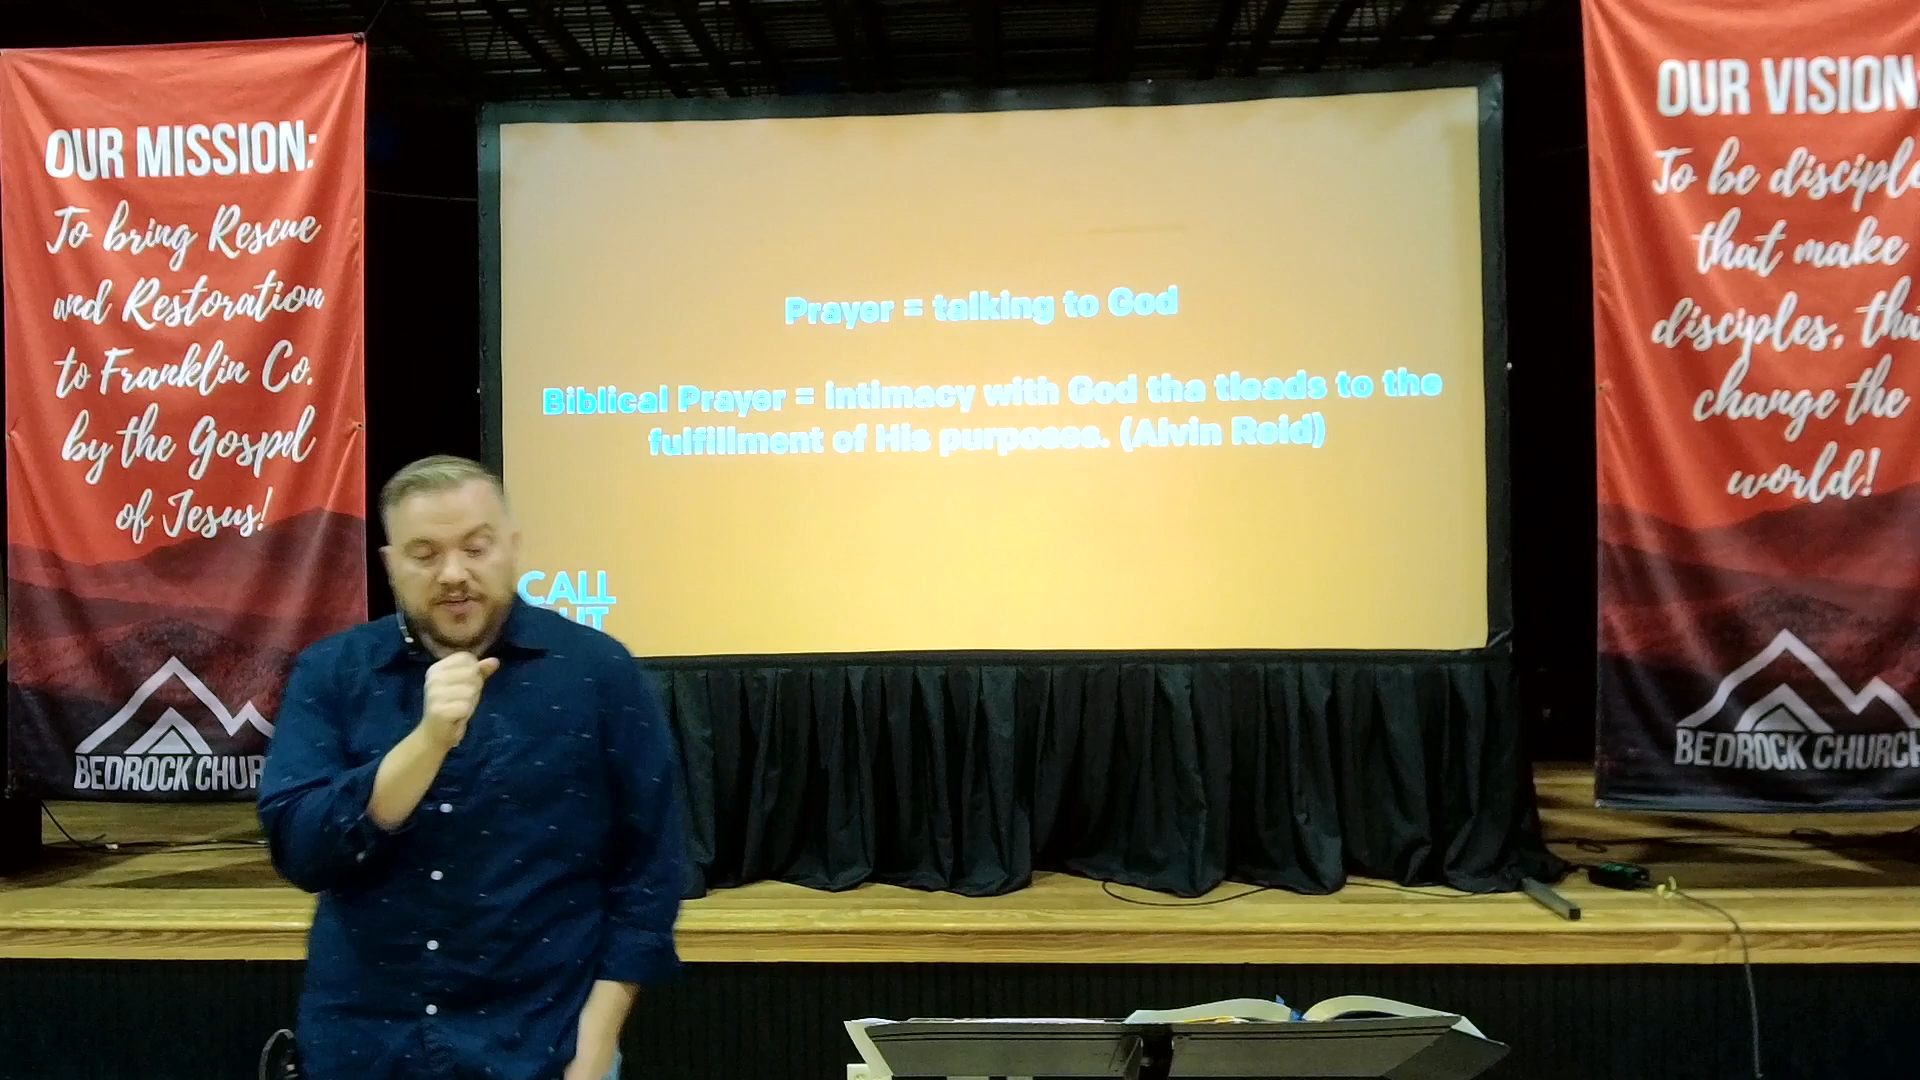 OUR MISSION:
To bring Rescue
and Restoration
to Franklin Co.
by the Gospel
of Jesus!
BEDROCK CHUR
Prayer = talking to God
Biblical Prayer = intimacy with God tha tleads to the
fulfillment of His purposes. (Alvin Reid)
CALL
OUR VISION:
To be disciple
that make
disciples, tha
change the
world!
BEDROCK CHURCH